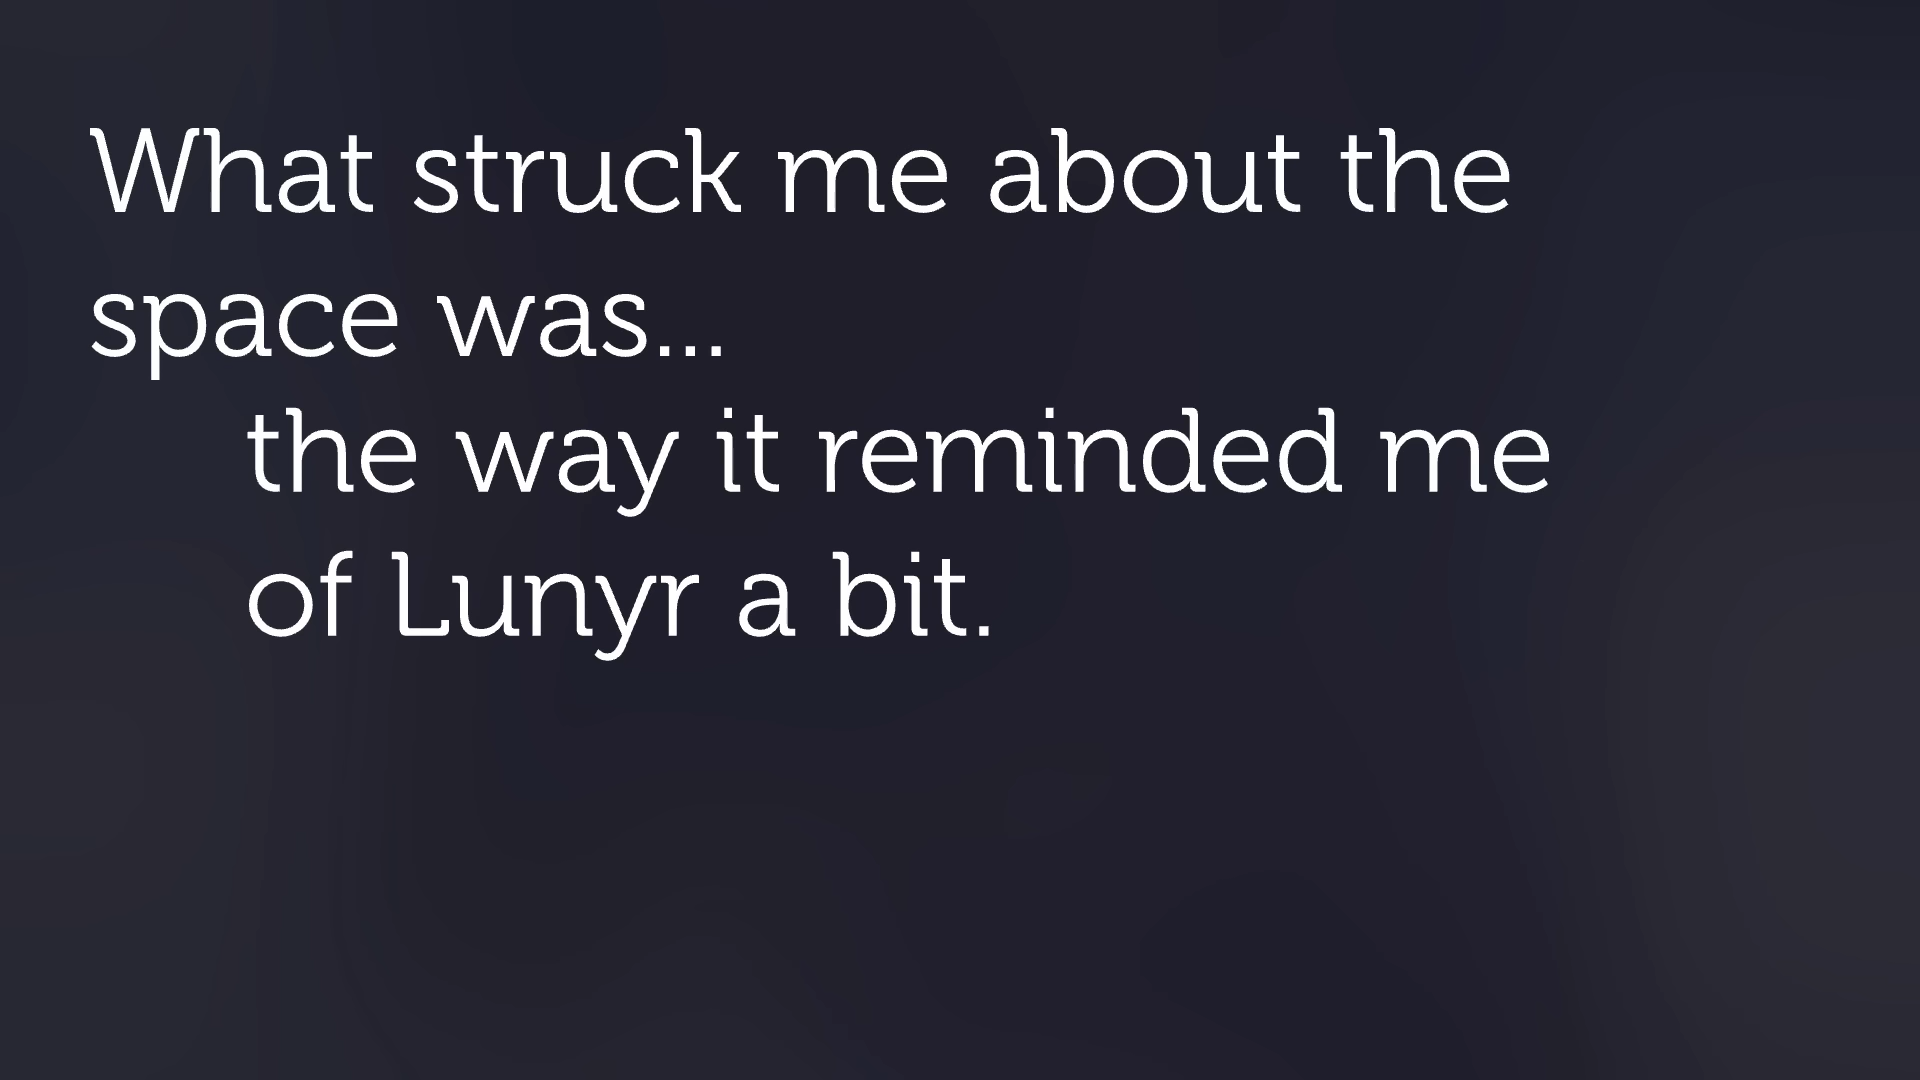 What struck me about the
space was...
the way it reminded me
of Lunyr a bit.